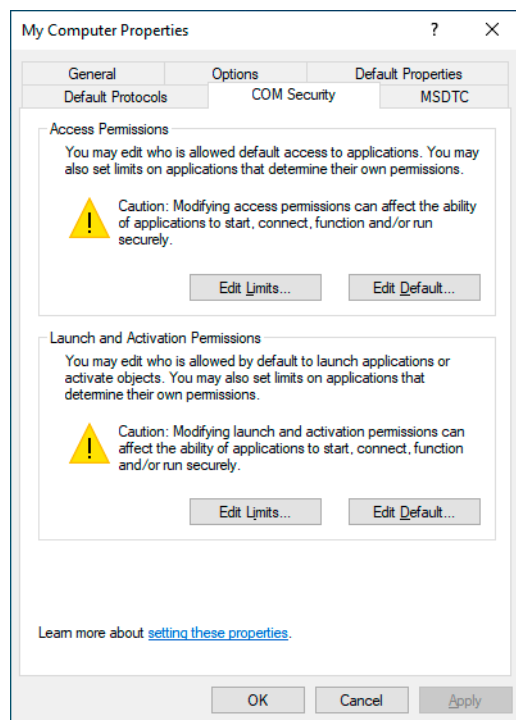 My Computer Properties
?
General
Options
Default Properties
Default Protocols
COM Security
MSDTC
Access Permissions
You may edit who is allowed default access to applications. You may
also set limits on applications that determine their own permissions.
Caution: Modifying access permissions can affect the ability
of applications to start, connect, function and/or run
securely.
Edit Limits...
Edit Default...
Launch and Activation Permissions
You may edit who is allowed by default to launch applications or
activate objects. You may also set limits on applications that
determine their own permissions.
Caution: Modifying launch and activation permissions can
affect the ability of applications to start, connect, function
and/or run securely.
Edit Limits...
Edit Default...
Learn more about setting these properties.
OK
Cancel
Apply